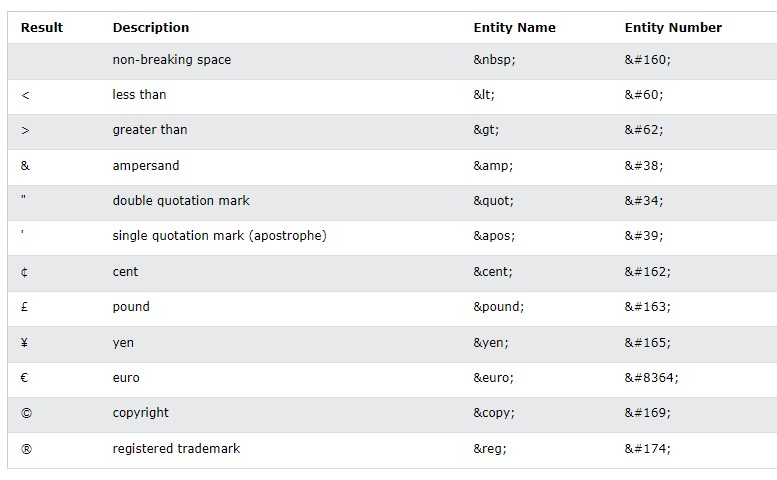 Result Description Entity Name Entity Number
non-breaking space &nbsp; &#160;
< less than &lt; &#60;
> greater than &gt; &#62;
& ampersand &amp; &#38;
" double quotation mark &quot; &#34;
' single quotation mark (apostrophe) &apos; &#39;
¢ cent &cent; &#162;
£ pound &pound; &#163;
¥ yen &yen; &#165;
€ euro &euro; &#8364;
© copyright &copy; &#169;
® registered trademark &reg; &#174;